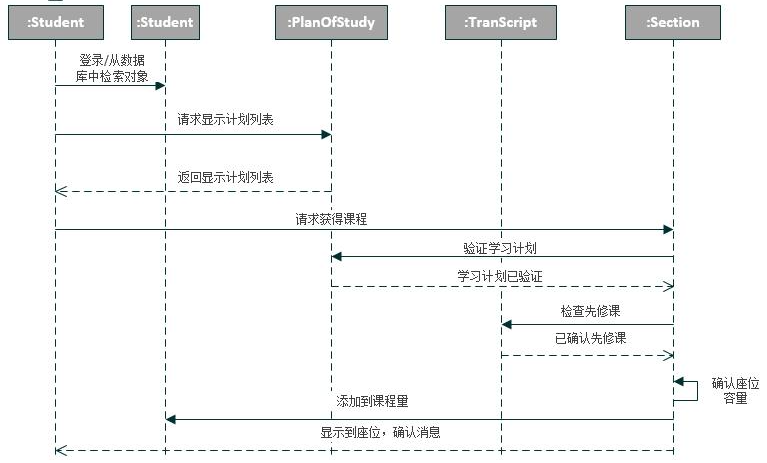 :Student
:Student
:PlanOfStudy
:TranScript
:Section
登录/从数据
库中检索对象
请求显示计划列表
返回显示计划列表
请求获得课程
验证学习计划
学习计划已验证
检查先修课
已确认先修课
确认座位
容量
添加到课程量
显示到座位，确认消息